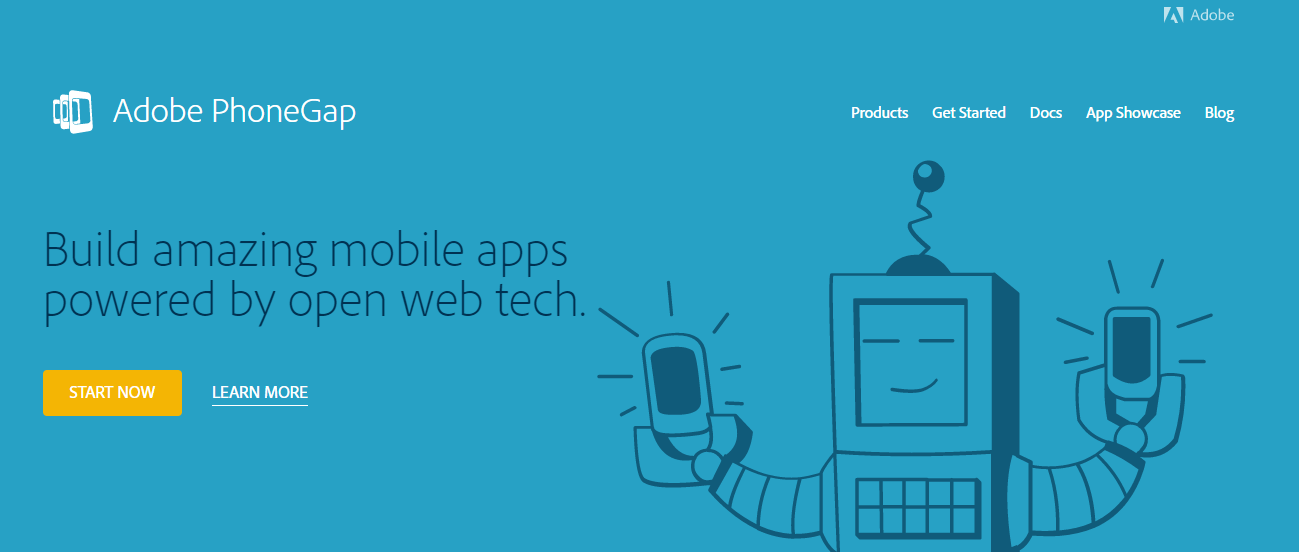 Adobe
Adobe PhoneGap
Products Get Started Docs App Showcase Blog
Build amazing mobile apps
powered by open web tech.
START NOW LEARN MORE